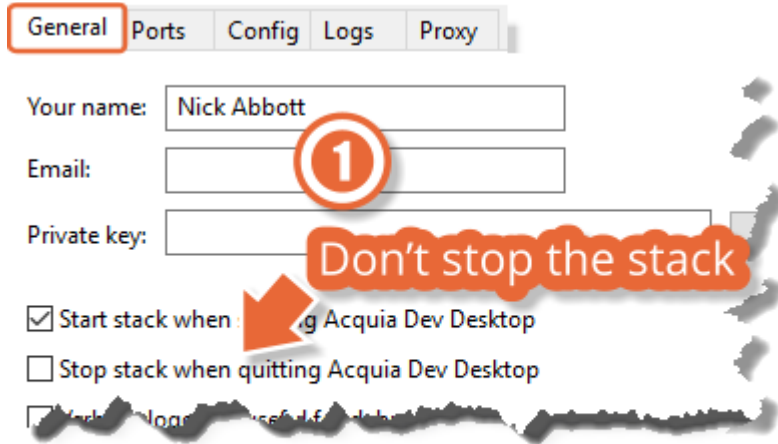 General Ports Config Logs Proxy
Your name: Nick Abbott
Email:
1
Private key:
Don't stop the stack
Start stack when g Acquia Dev Desktop
Stop stack when quitting Acquia Dev Desktop